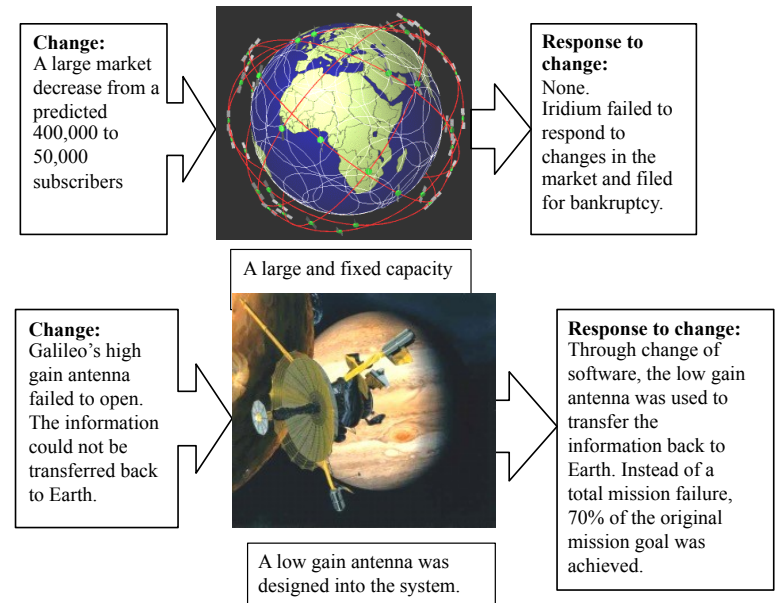 Change:
A large market
decrease from a
predicted
400,000 to
50,000
subscribers
Response to
change:
None.
Iridium failed to
respond to
changes in the
market and filed
for bankruptcy.
A large and fixed capacity
Change:
Galileo’s high
gain antenna
failed to open.
The information
could not be
transferred back
to Earth.
Response to change:
Through change of
software, the low gain
antenna was used to
transfer the
information back to
Earth. Instead of a
total mission failure,
70% of the original
mission goal was
achieved.
A low gain antenna was
designed into the system.